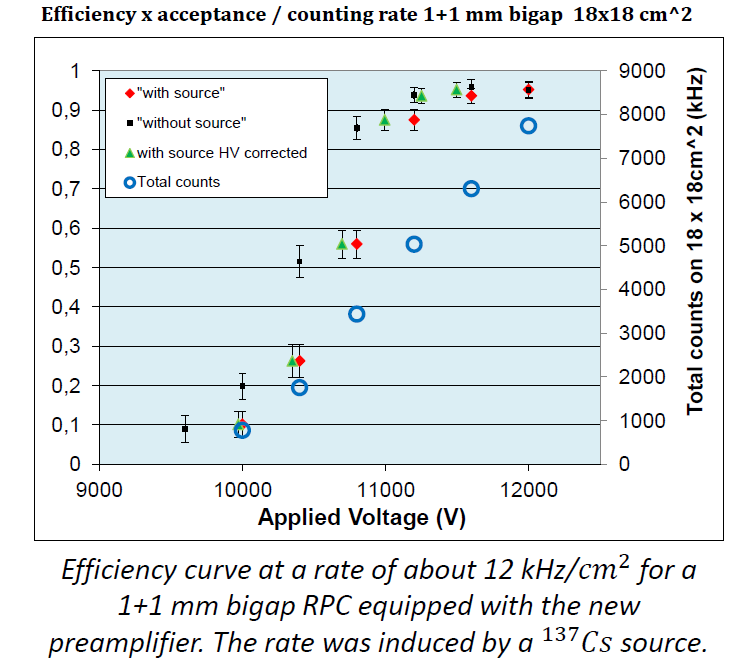 Efficiency x acceptance / counting rate 1+1 mm bigap 18x18 cm^2
1
0,9
0,8
0,7
0,6
0,5
0,4
0,3
0,2
0,1
0
9000
8000
7000
6000
5000
4000
3000
2000
1000
0
Total counts on 18 x 18cm^2 (kHz)
"with source"
"without source"
with source HV corrected
Total counts
9000 10000 11000 12000
Applied Voltage (V)
Efficiency curve at a rate of about 12 kHz/cm² for a
1+1 mm bigap RPC equipped with the new
preamplifier. The rate was induced by a ¹³⁷Cs source.